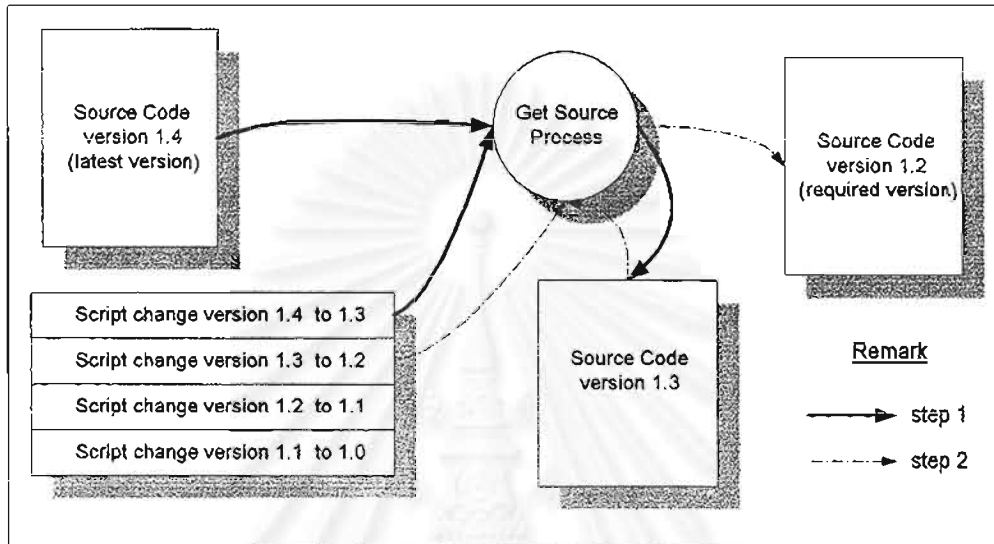 Source Code
version 1.4
(latest version)
Get Source
Process
Source Code
version 1.2
(required version)
Script change version 1.4 to 1.3
Script change version 1.3 to 1.2
Script change version 1.2 to 1.1
Script change version 1.1 to 1.0
Source Code
version 1.3
Remark
step 1
step 2